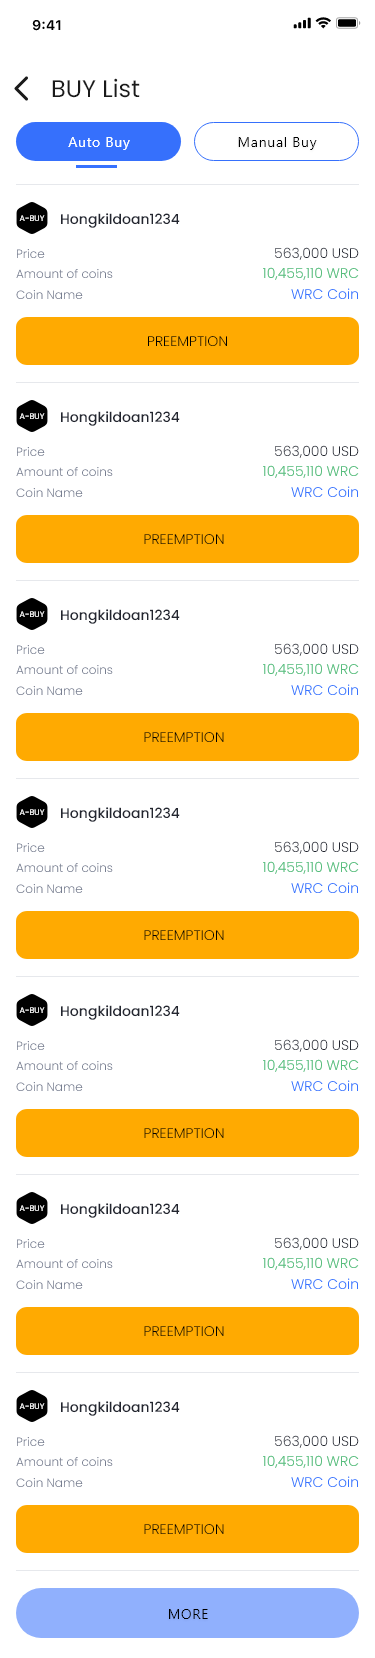 9:41
BUY List
Auto Buy Manual Buy
A-BUY Hongkildoan1234
Price 563,000 USD
Amount of coins 10,455,110 WRC
Coin Name WRC Coin
PREEMPTION
A-BUY Hongkildoan1234
Price 563,000 USD
Amount of coins 10,455,110 WRC
Coin Name WRC Coin
PREEMPTION
A-BUY Hongkildoan1234
Price 563,000 USD
Amount of coins 10,455,110 WRC
Coin Name WRC Coin
PREEMPTION
A-BUY Hongkildoan1234
Price 563,000 USD
Amount of coins 10,455,110 WRC
Coin Name WRC Coin
PREEMPTION
A-BUY Hongkildoan1234
Price 563,000 USD
Amount of coins 10,455,110 WRC
Coin Name WRC Coin
PREEMPTION
A-BUY Hongkildoan1234
Price 563,000 USD
Amount of coins 10,455,110 WRC
Coin Name WRC Coin
PREEMPTION
A-BUY Hongkildoan1234
Price 563,000 USD
Amount of coins 10,455,110 WRC
Coin Name WRC Coin
PREEMPTION
MORE